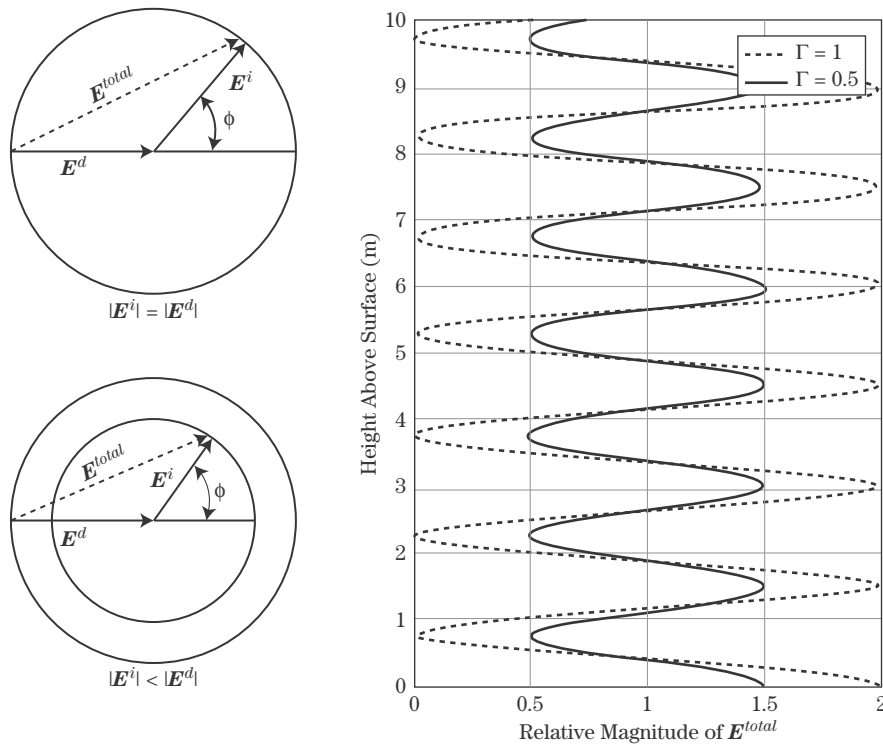 E^total
E^i
ϕ
E^d
|E^i| = |E^d|
E^total
E^i
ϕ
E^d
|E^i| < |E^d|
10
9
8
7
6
5
4
3
2
1
0
Height Above Surface (m)
Γ = 1
Γ = 0.5
0
0.5
1
1.5
2
Relative Magnitude of E^total